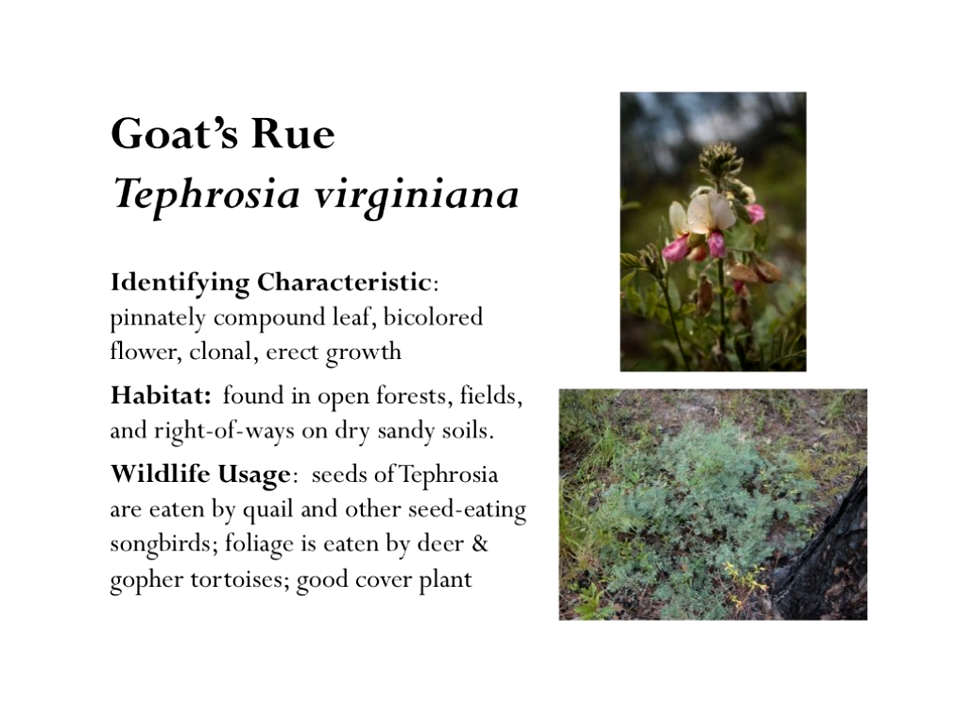 Goat’s Rue
Tephrosia virginiana
Identifying Characteristic:
pinnately compound leaf, bicolored
flower, clonal, erect growth
Habitat: found in open forests, fields,
and right-of-ways on dry sandy soils.
Wildlife Usage: seeds of Tephrosia
are eaten by quail and other seed-eating
songbirds; foliage is eaten by deer &
gopher tortoises; good cover plant